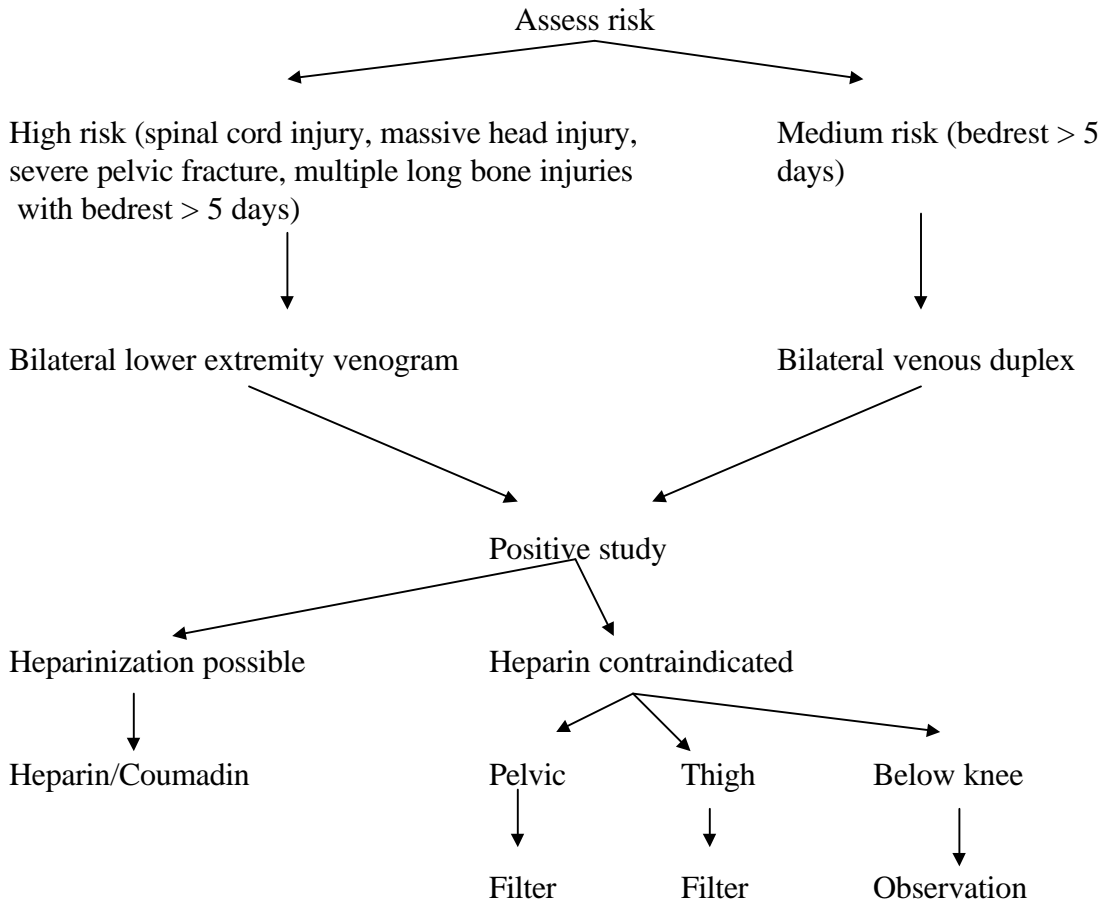 Assess risk
High risk (spinal cord injury, massive head injury,
severe pelvic fracture, multiple long bone injuries
with bedrest > 5 days)
Medium risk (bedrest > 5
days)
Bilateral lower extremity venogram
Bilateral venous duplex
Positive study
Heparinization possible
Heparin contraindicated
Heparin/Coumadin
Pelvic
Thigh
Below knee
Filter
Filter
Observation